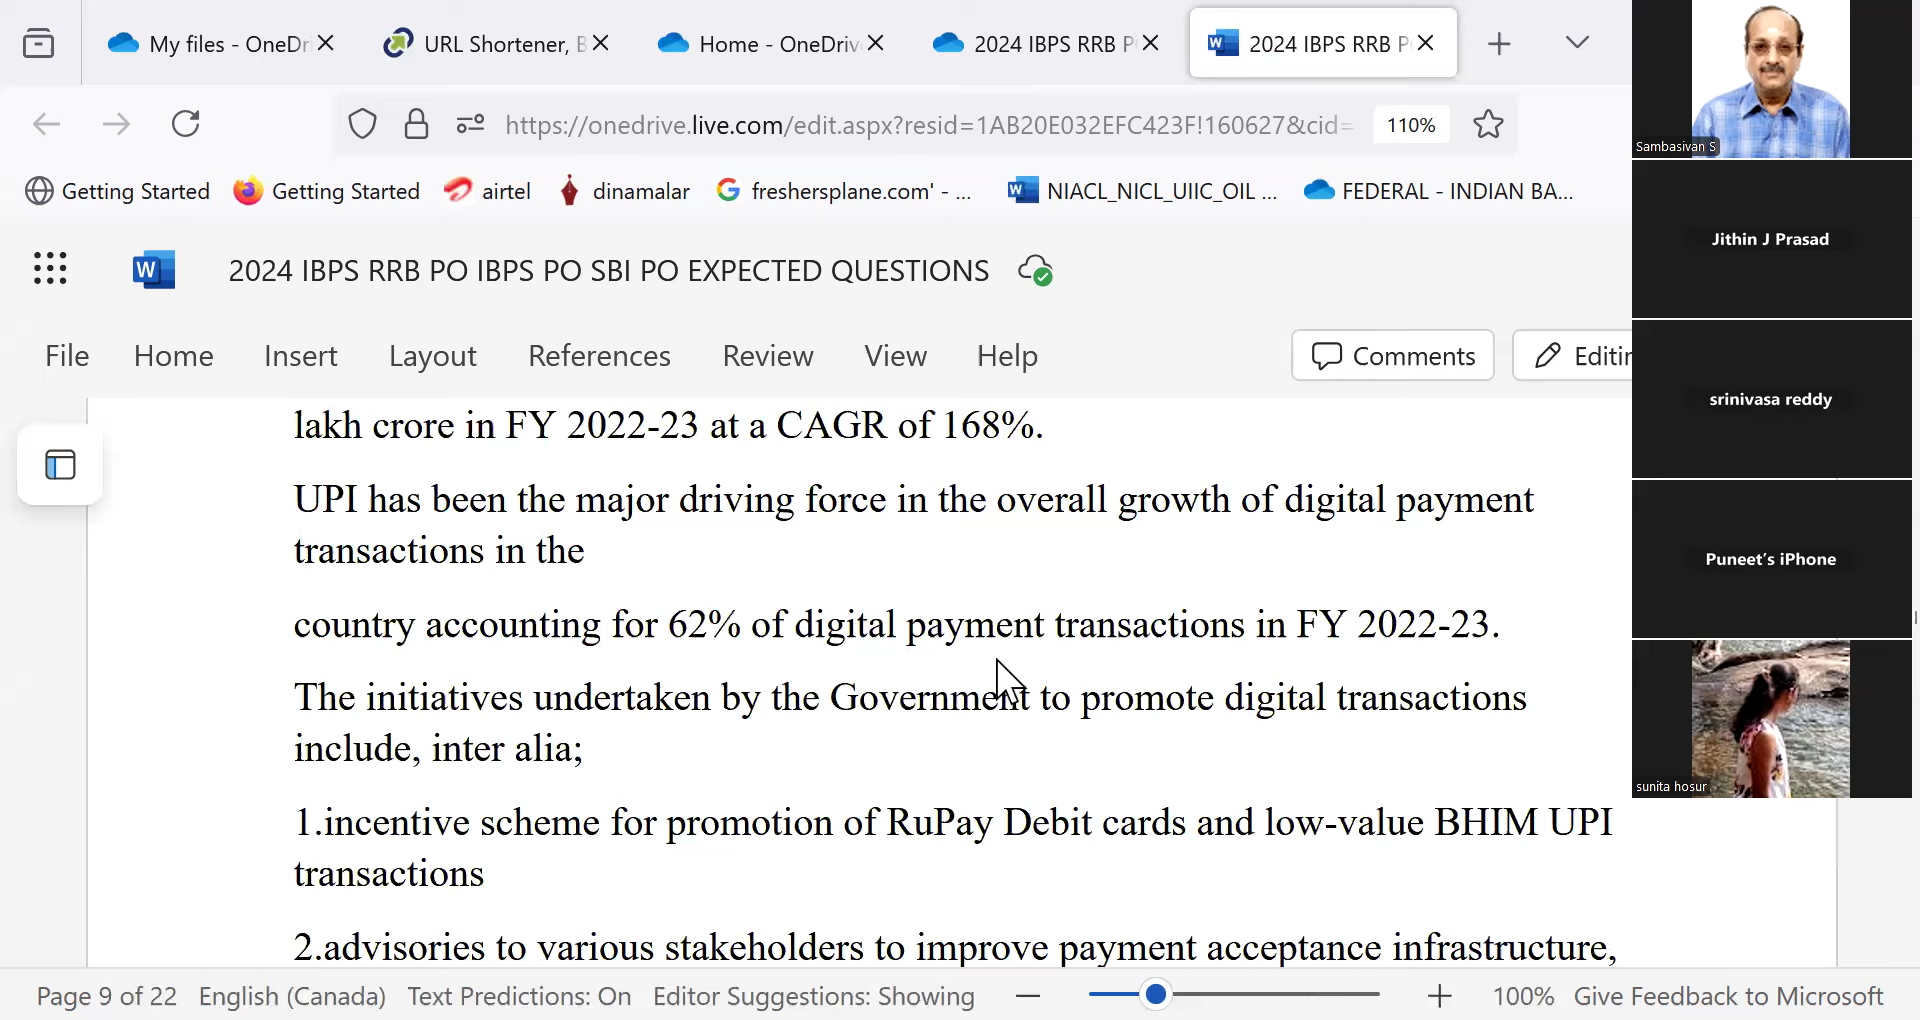 My files - OneDri
URL Shortener, B
Home - OneDriv
2024 IBPS RRB P
2024 IBPS RRB P
https://onedrive.live.com/edit.aspx?resid=1AB20E032EFC423F!160627&cid=
110%
Getting Started
Getting Started
airtel
dinamalar
freshersplane.com' - ...
NIACL_NICL_UIIC_OIL ...
FEDERAL - INDIAN BA...
2024 IBPS RRB PO IBPS PO SBI PO EXPECTED QUESTIONS
File Home Insert Layout References Review View Help
Comments
Editin
lakh crore in FY 2022-23 at a CAGR of 168%.
UPI has been the major driving force in the overall growth of digital payment
transactions in the
country accounting for 62% of digital payment transactions in FY 2022-23.
The initiatives undertaken by the Government to promote digital transactions
include, inter alia;
1.incentive scheme for promotion of RuPay Debit cards and low-value BHIM UPI
transactions
2.advisories to various stakeholders to improve payment acceptance infrastructure,
Page 9 of 22 English (Canada) Text Predictions: On Editor Suggestions: Showing
100% Give Feedback to Microsoft
Sambasivan S
Jithin J Prasad
srinivasa reddy
Puneet's iPhone
sunita hosur